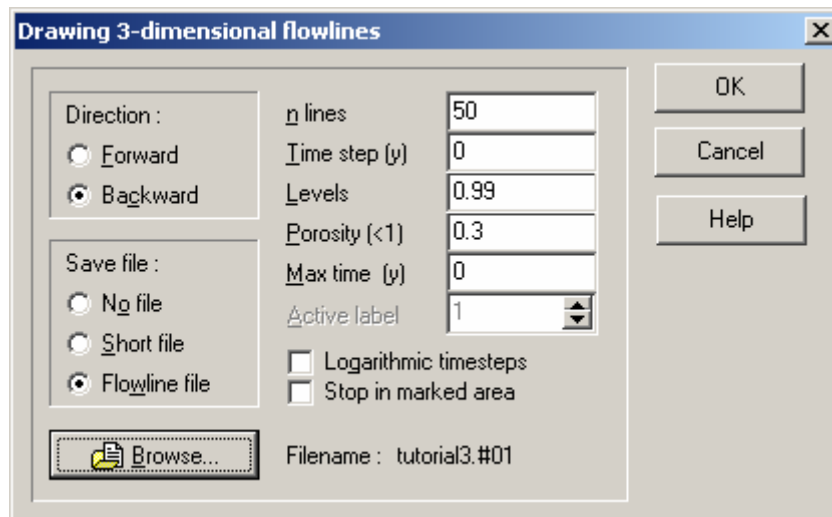 Drawing 3-dimensional flowlines
Direction :
Forward
Backward
Save file :
No file
Short file
Flowline file
Browse...
n lines 50
Time step (y) 0
Levels 0.99
Porosity (<1) 0.3
Max time (y) 0
Active label 1
Logarithmic timesteps
Stop in marked area
Filename : tutorial3.#01
OK
Cancel
Help